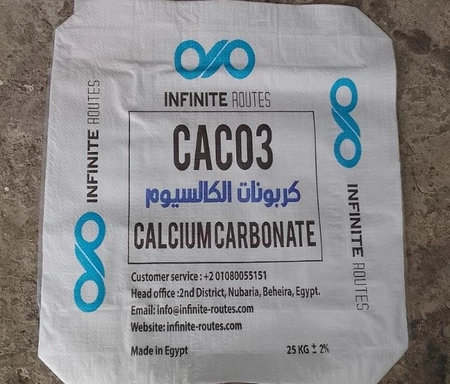 INFINITE ROUTES
INFINITE ROUTES
INFINITE ROUTES
CACO3
كربونات الكالسيوم
CALCIUM CARBONATE
Customer service : +2 01080055151
Head office :2nd District, Nubaria, Beheira, Egypt.
Email: info@infinite-routes.com
Website: infinite-routes.com
Made in Egypt
25 KG ± 2%